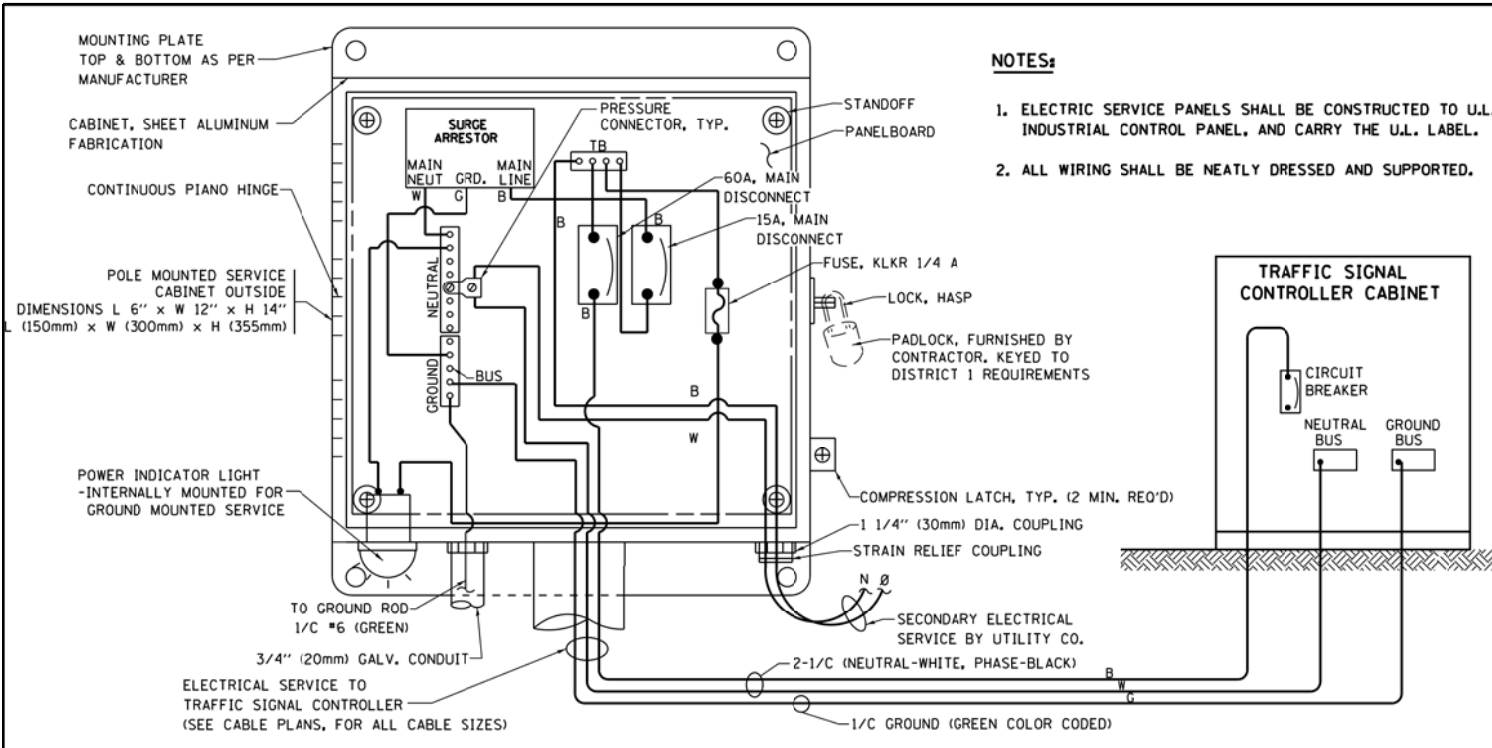 MOUNTING PLATE
TOP & BOTTOM AS PER
MANUFACTURER
CABINET, SHEET ALUMINUM
FABRICATION
CONTINUOUS PIANO HINGE
POLE MOUNTED SERVICE
CABINET OUTSIDE
DIMENSIONS L 6" x W 12" x H 14"
L (150mm) x W (300mm) x H (355mm)
POWER INDICATOR LIGHT
-INTERNALLY MOUNTED FOR
GROUND MOUNTED SERVICE
TO GROUND ROD
1/C #6 (GREEN)
3/4" (20mm) GALV. CONDUIT
ELECTRICAL SERVICE TO
TRAFFIC SIGNAL CONTROLLER
(SEE CABLE PLANS, FOR ALL CABLE SIZES)
SURGE
ARRESTOR
MAIN
NEUT
GRD.
MAIN
LINE
W
G
B
PRESSURE
CONNECTOR, TYP.
TB
NEUTRAL
GROUND
BUS
B
B
B
B
W
STANDOFF
PANELBOARD
60A, MAIN
DISCONNECT
15A, MAIN
DISCONNECT
FUSE, KLKR 1/4 A
LOCK, HASP
PADLOCK, FURNISHED BY
CONTRACTOR. KEYED TO
DISTRICT 1 REQUIREMENTS
COMPRESSION LATCH, TYP. (2 MIN. REQ'D)
1 1/4" (30mm) DIA. COUPLING
STRAIN RELIEF COUPLING
N Ø
SECONDARY ELECTRICAL
SERVICE BY UTILITY CO.
2-1/C (NEUTRAL-WHITE, PHASE-BLACK)
1/C GROUND (GREEN COLOR CODED)
B
W
G
NOTES:
1. ELECTRIC SERVICE PANELS SHALL BE CONSTRUCTED TO U.L.
INDUSTRIAL CONTROL PANEL, AND CARRY THE U.L. LABEL.
2. ALL WIRING SHALL BE NEATLY DRESSED AND SUPPORTED.
TRAFFIC SIGNAL
CONTROLLER CABINET
CIRCUIT
BREAKER
NEUTRAL
BUS
GROUND
BUS